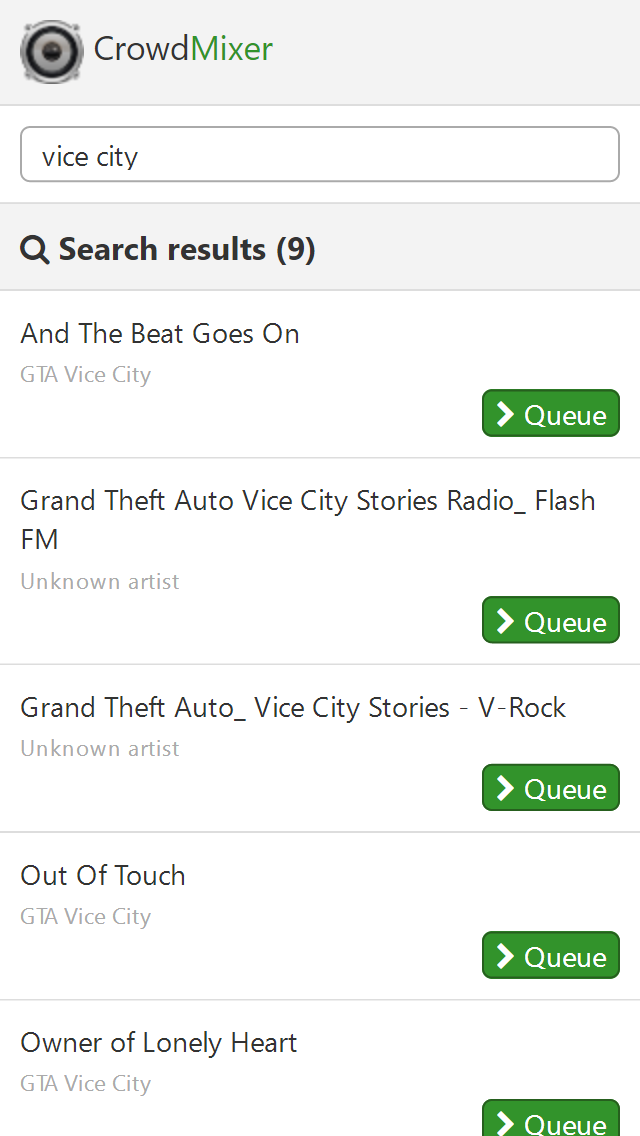 CrowdMixer
vice city
Search results (9)
And The Beat Goes On
GTA Vice City
Queue
Grand Theft Auto Vice City Stories Radio_ Flash
FM
Unknown artist
Queue
Grand Theft Auto_ Vice City Stories - V-Rock
Unknown artist
Queue
Out Of Touch
GTA Vice City
Queue
Owner of Lonely Heart
GTA Vice City
Queue